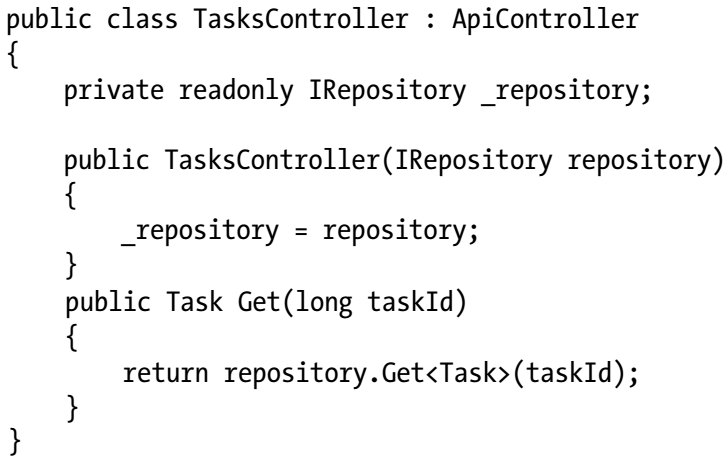 public class TasksController : ApiController
{
    private readonly IRepository _repository;

    public TasksController(IRepository repository)
    {
        _repository = repository;
    }
    public Task Get(long taskId)
    {
        return repository.Get<Task>(taskId);
    }
}